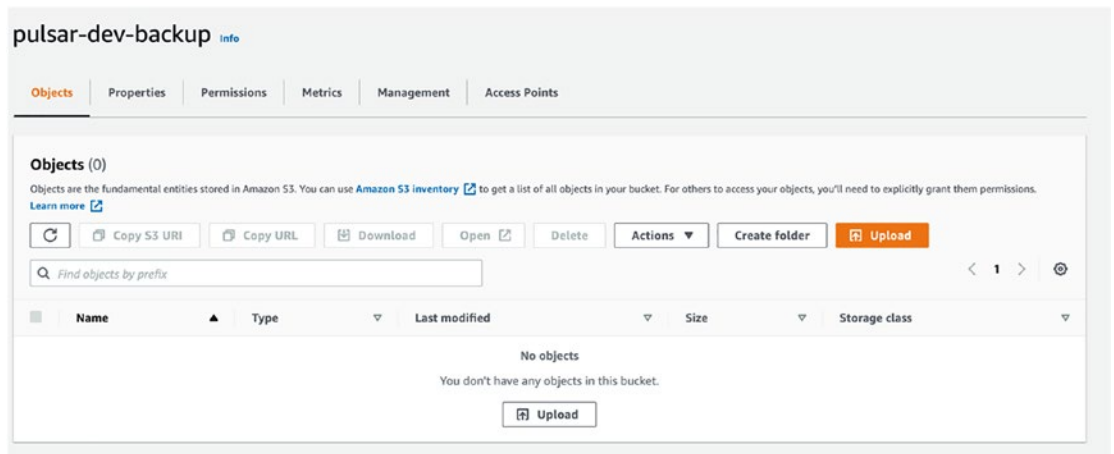 pulsar-dev-backup Info
Objects Properties Permissions Metrics Management Access Points
Objects (0)
Objects are the fundamental entities stored in Amazon S3. You can use Amazon S3 inventory to get a list of all objects in your bucket. For others to access your objects, you'll need to explicitly grant them permissions.
Learn more
Copy S3 URI Copy URL Download Open Delete Actions Create folder Upload
Find objects by prefix
1
Name Type Last modified Size Storage class
No objects
You don't have any objects in this bucket.
Upload